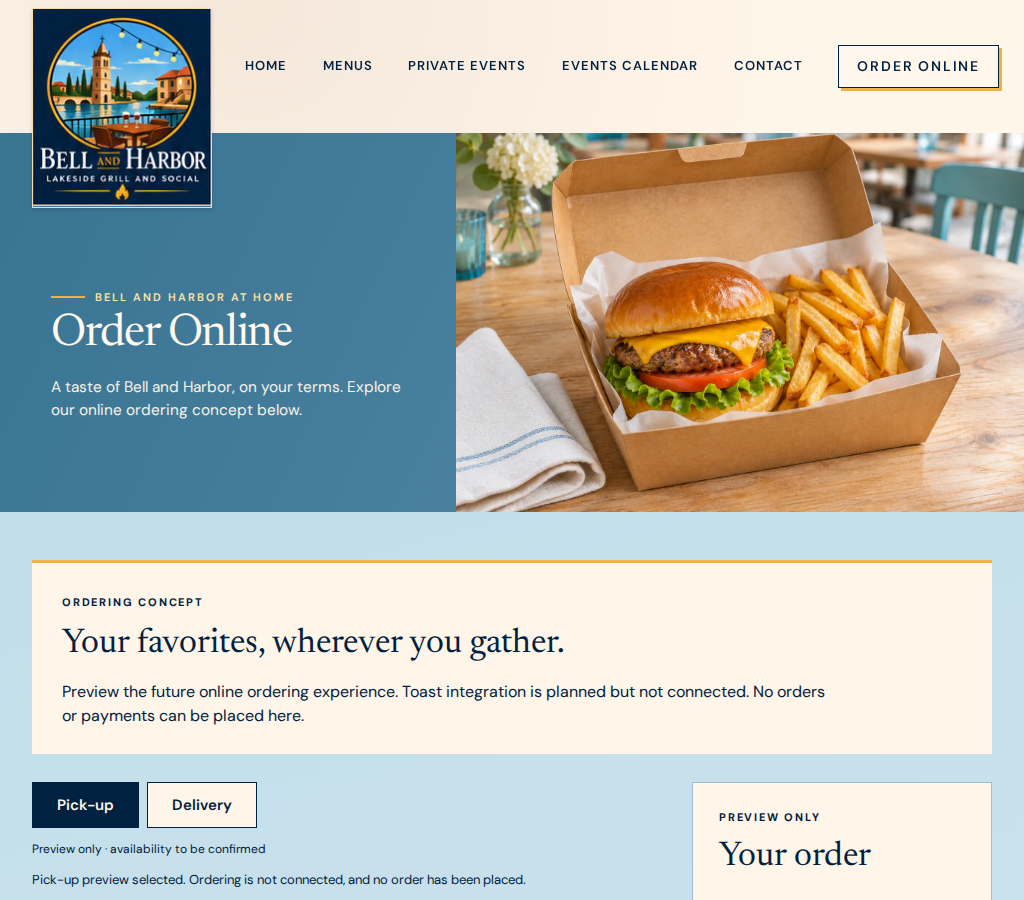 BELL AND HARBOR
LAKESIDE GRILL AND SOCIAL
HOME
MENUS
PRIVATE EVENTS
EVENTS CALENDAR
CONTACT
ORDER ONLINE
BELL AND HARBOR AT HOME
Order Online
A taste of Bell and Harbor, on your terms. Explore
our online ordering concept below.
ORDERING CONCEPT
Your favorites, wherever you gather.
Preview the future online ordering experience. Toast integration is planned but not connected. No orders
or payments can be placed here.
Pick-up
Delivery
Preview only · availability to be confirmed
Pick-up preview selected. Ordering is not connected, and no order has been placed.
PREVIEW ONLY
Your order